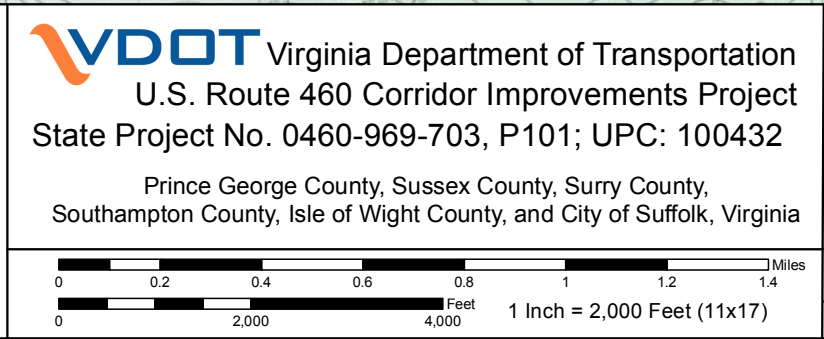 VDOT Virginia Department of Transportation
U.S. Route 460 Corridor Improvements Project
State Project No. 0460-969-703, P101; UPC: 100432
Prince George County, Sussex County, Surry County,
Southampton County, Isle of Wight County, and City of Suffolk, Virginia
Miles
0 0.2 0.4 0.6 0.8 1 1.2 1.4
Feet
0 2,000 4,000
1 Inch = 2,000 Feet (11x17)